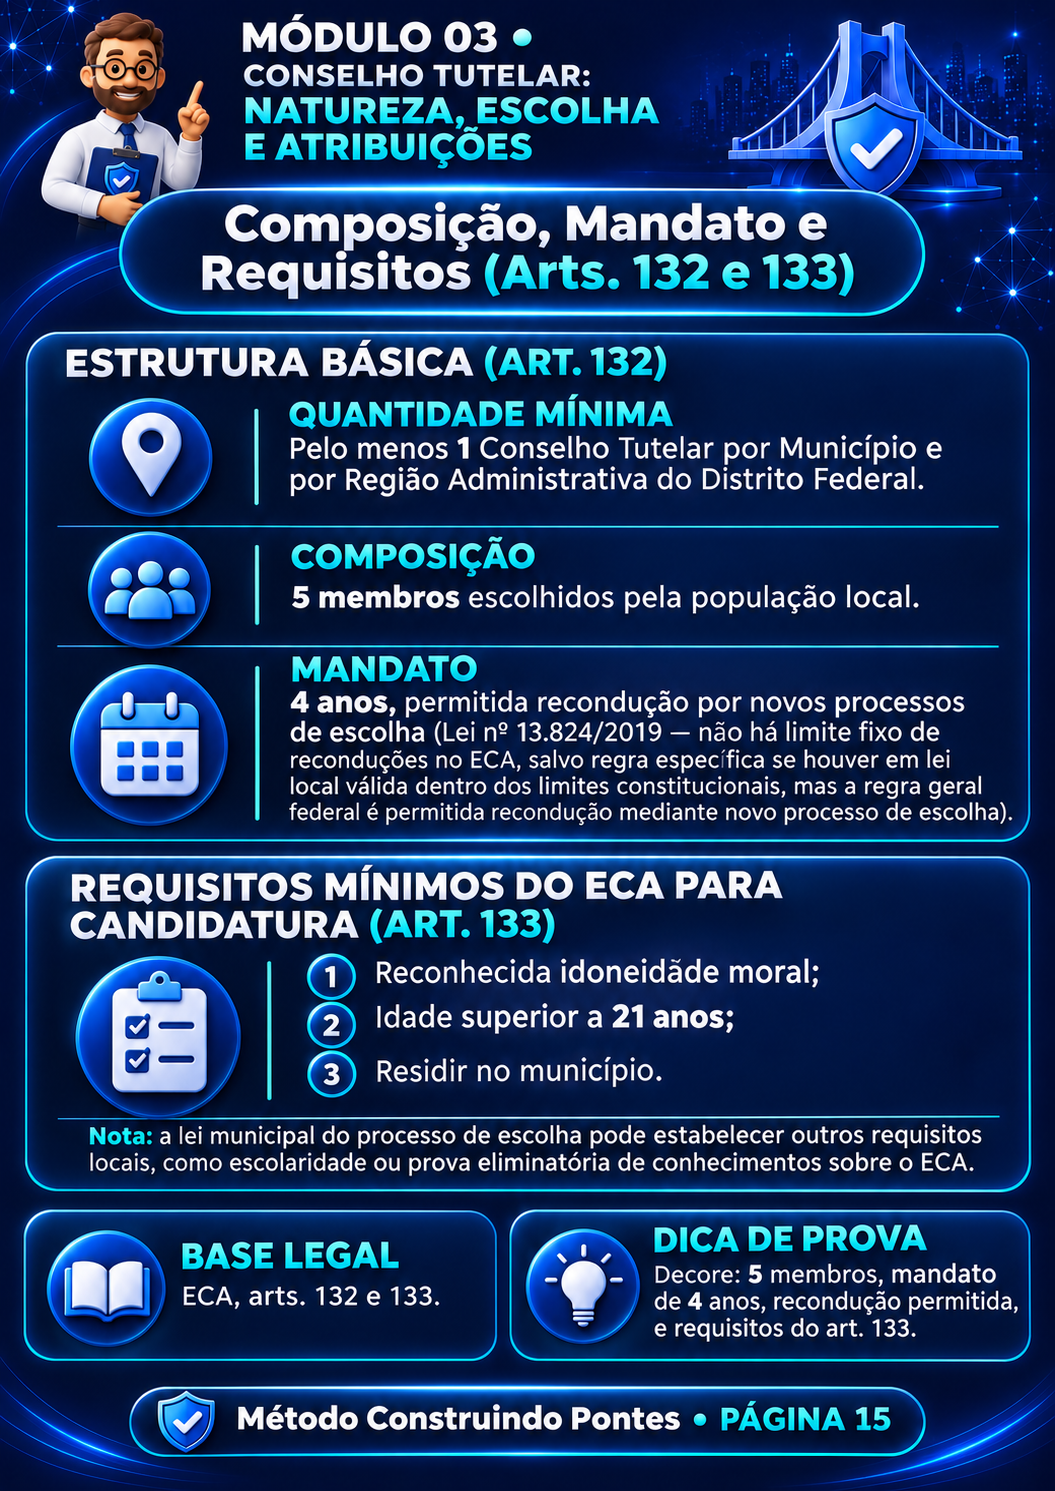 MÓDULO 03 •
CONSELHO TUTELAR:
NATUREZA, ESCOLHA
E ATRIBUIÇÕES
Composição, Mandato e
Requisitos (Arts. 132 e 133)
ESTRUTURA BÁSICA (ART. 132)
QUANTIDADE MÍNIMA
Pelo menos 1 Conselho Tutelar por Município e
por Região Administrativa do Distrito Federal.
COMPOSIÇÃO
5 membros escolhidos pela população local.
MANDATO
4 anos, permitida recondução por novos processos
de escolha (Lei nº 13.824/2019 — não há limite fixo de
reconduções no ECA, salvo regra específica se houver em lei
local válida dentro dos limites constitucionais, mas a regra geral
federal é permitida recondução mediante novo processo de escolha).
REQUISITOS MÍNIMOS DO ECA PARA
CANDIDATURA (ART. 133)
1 Reconhecida idoneidãde moral;
2 Idade superior a 21 anos;
3 Residir no município.
Nota: a lei municipal do processo de escolha pode estabelecer outros requisitos
locais, como escolaridade ou prova eliminatória de conhecimentos sobre o ECA.
BASE LEGAL
ECA, arts. 132 e 133.
DICA DE PROVA
Decore: 5 membros, mandato
de 4 anos, recondução permitida,
e requisitos do art. 133.
Método Construindo Pontes • PÁGINA 15